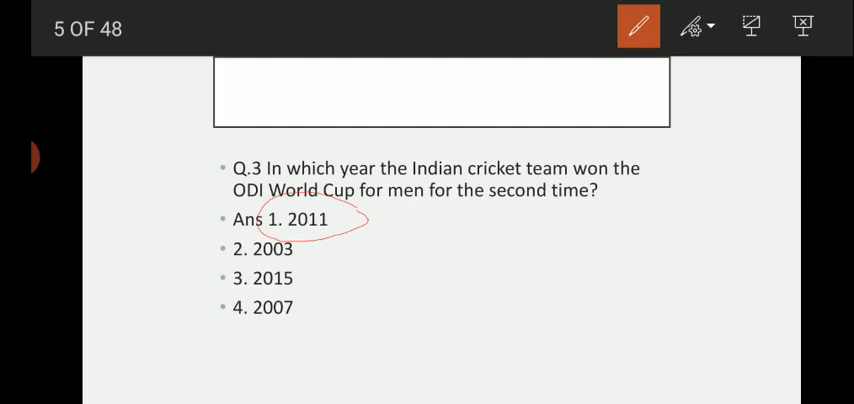 5 OF 48
Q.3 In which year the Indian cricket team won the
ODI World Cup for men for the second time?
Ans 1. 2011
2. 2003
3. 2015
4. 2007